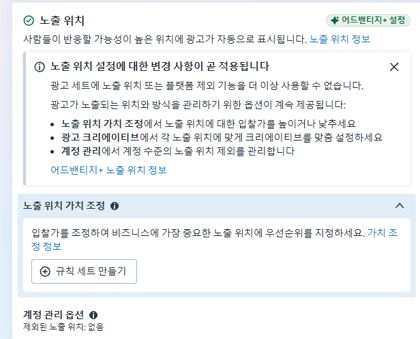 노출 위치
어드밴티지+ 설정
사람들이 반응할 가능성이 높은 위치에 광고가 자동으로 표시됩니다. 노출 위치 정보
노출 위치 설정에 대한 변경 사항이 곧 적용됩니다
광고 세트에 노출 위치 또는 플랫폼 제외 기능을 더 이상 사용할 수 없습니다.
광고가 노출되는 위치와 방식을 관리하기 위한 옵션이 계속 제공됩니다:
• 노출 위치 가치 조정에서 노출 위치에 대한 입찰가를 높이거나 낮추세요
• 광고 크리에이티브에서 각 노출 위치에 맞게 크리에이티브를 맞춤 설정하세요
• 계정 관리에서 계정 수준의 노출 위치 제외를 관리합니다
어드밴티지+ 노출 위치 정보
노출 위치 가치 조정
입찰가를 조정하여 비즈니스에 가장 중요한 노출 위치에 우선순위를 지정하세요. 가치 조
정 정보
규칙 세트 만들기
계정 관리 옵션
제외된 노출 위치: 없음